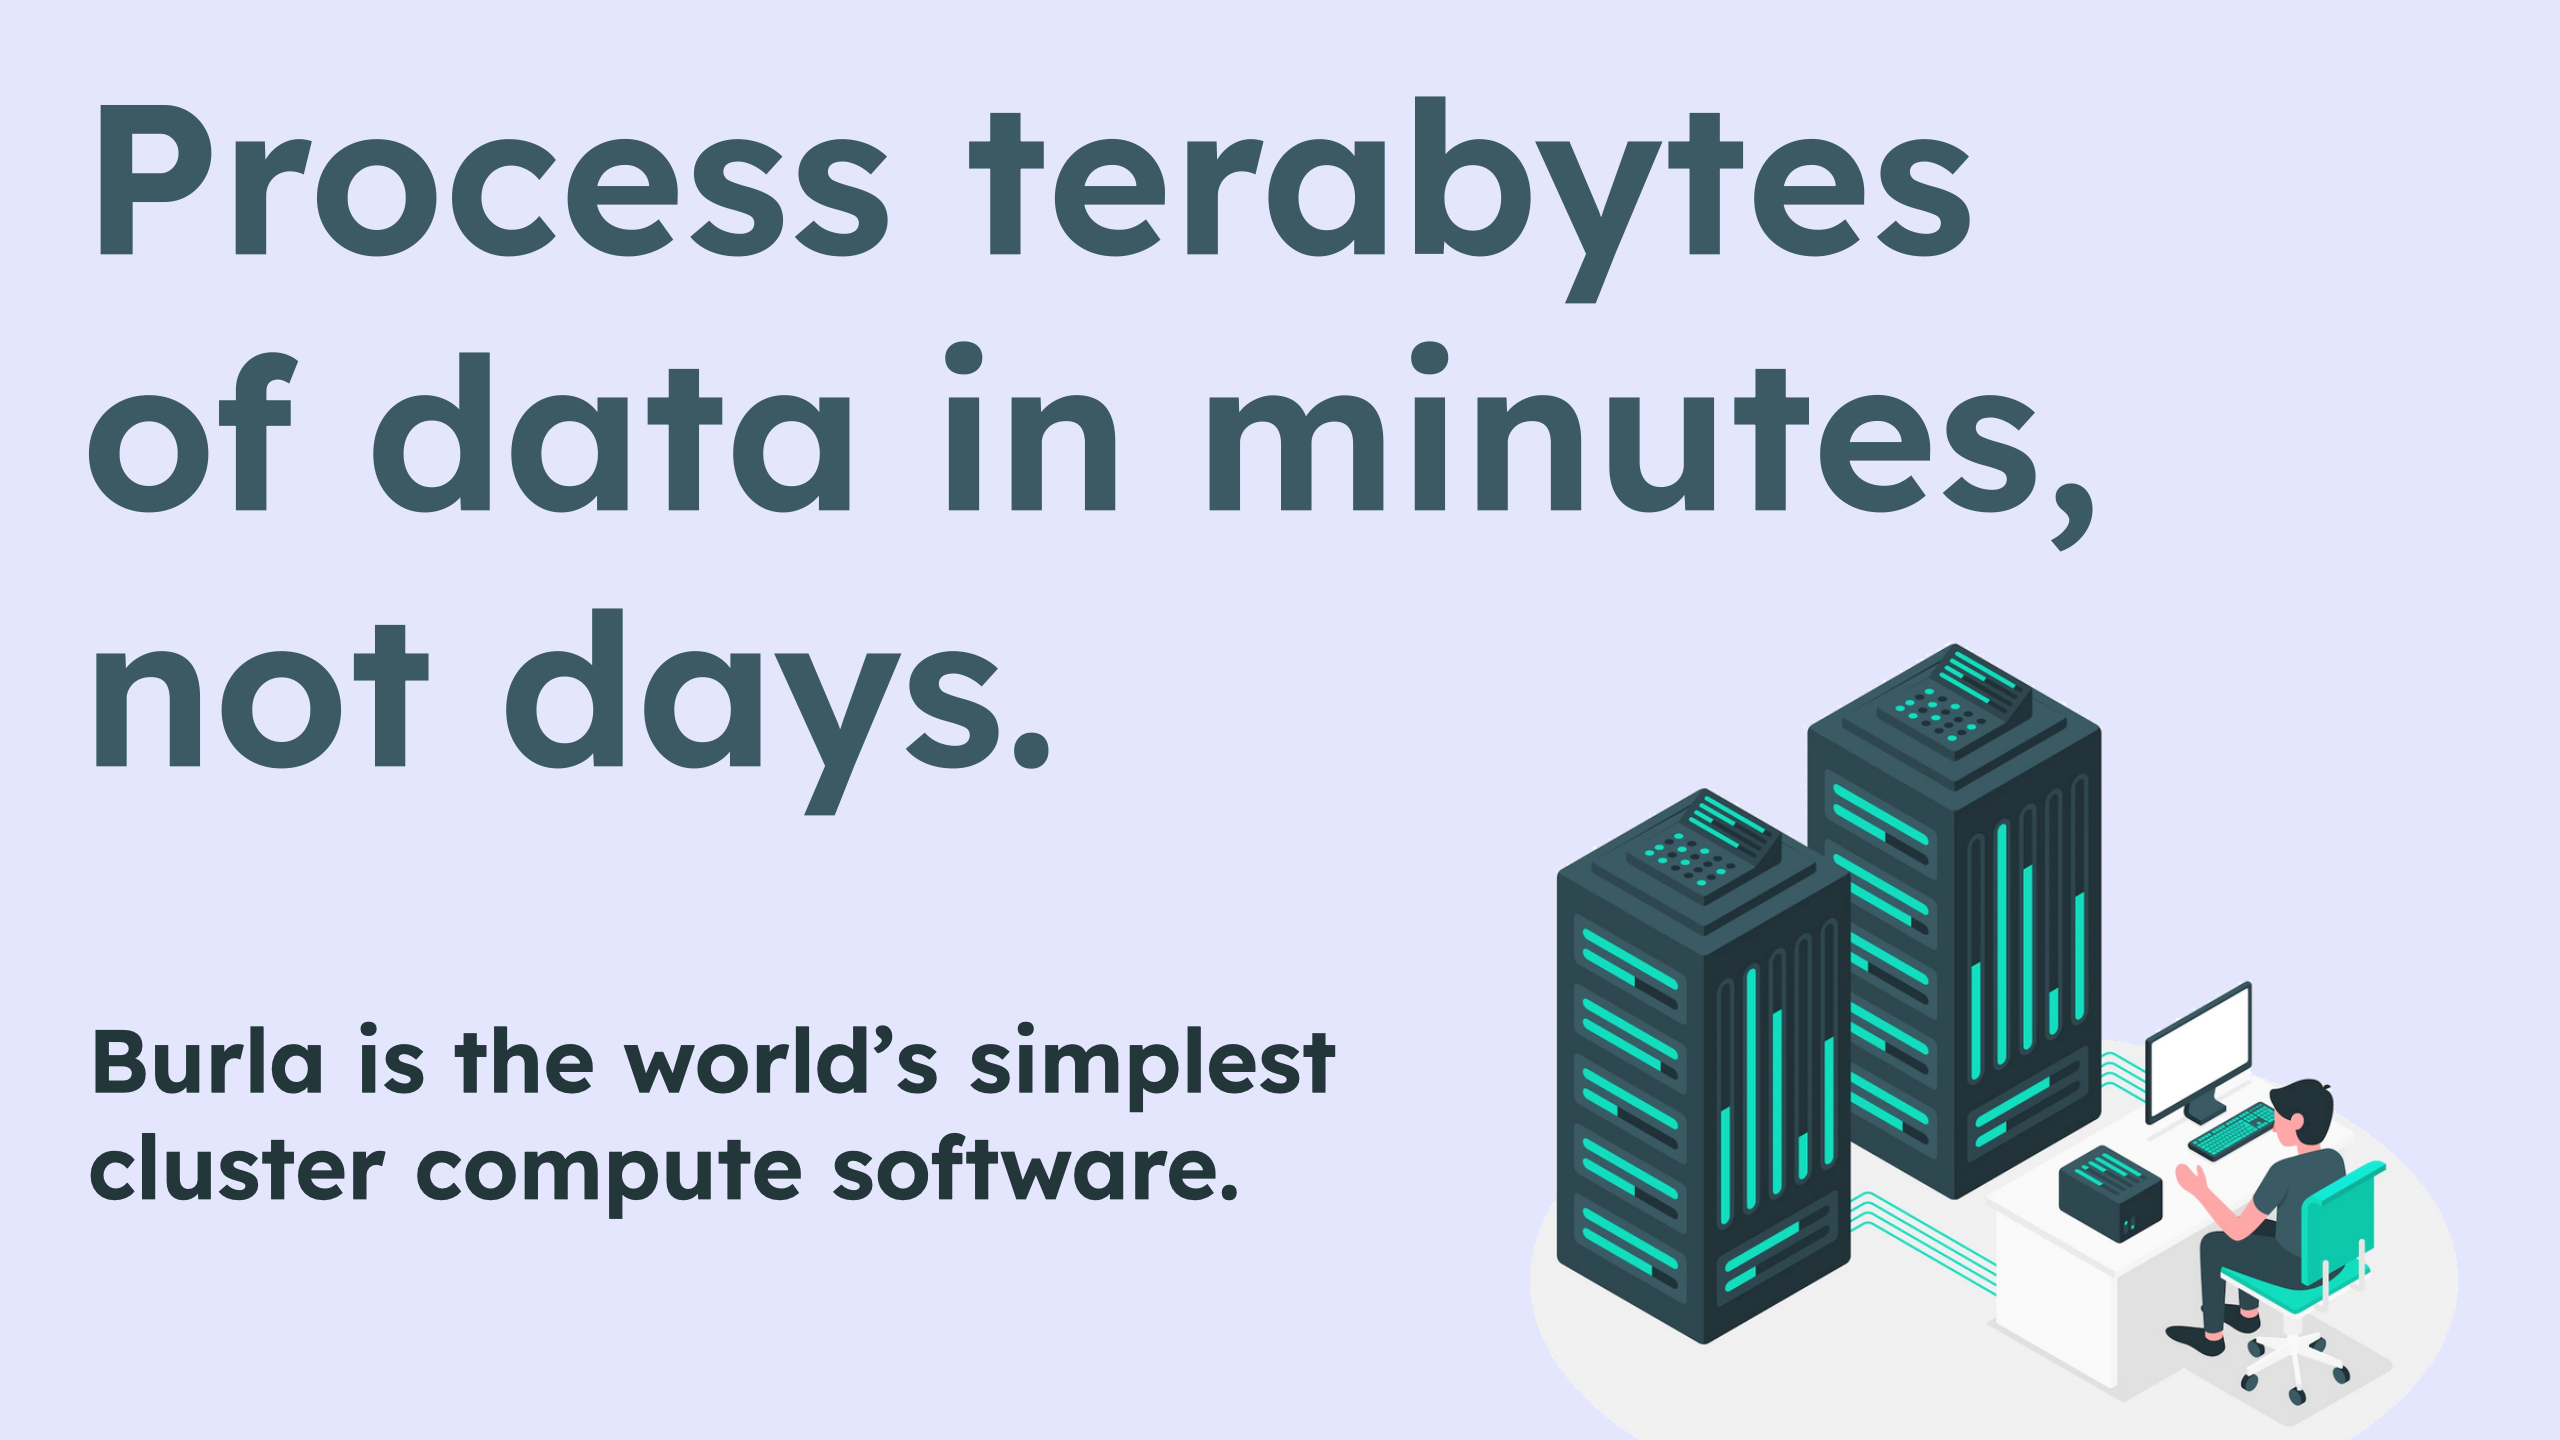 Process terabytes
of data in minutes,
not days.
Burla is the world’s simplest
cluster compute software.